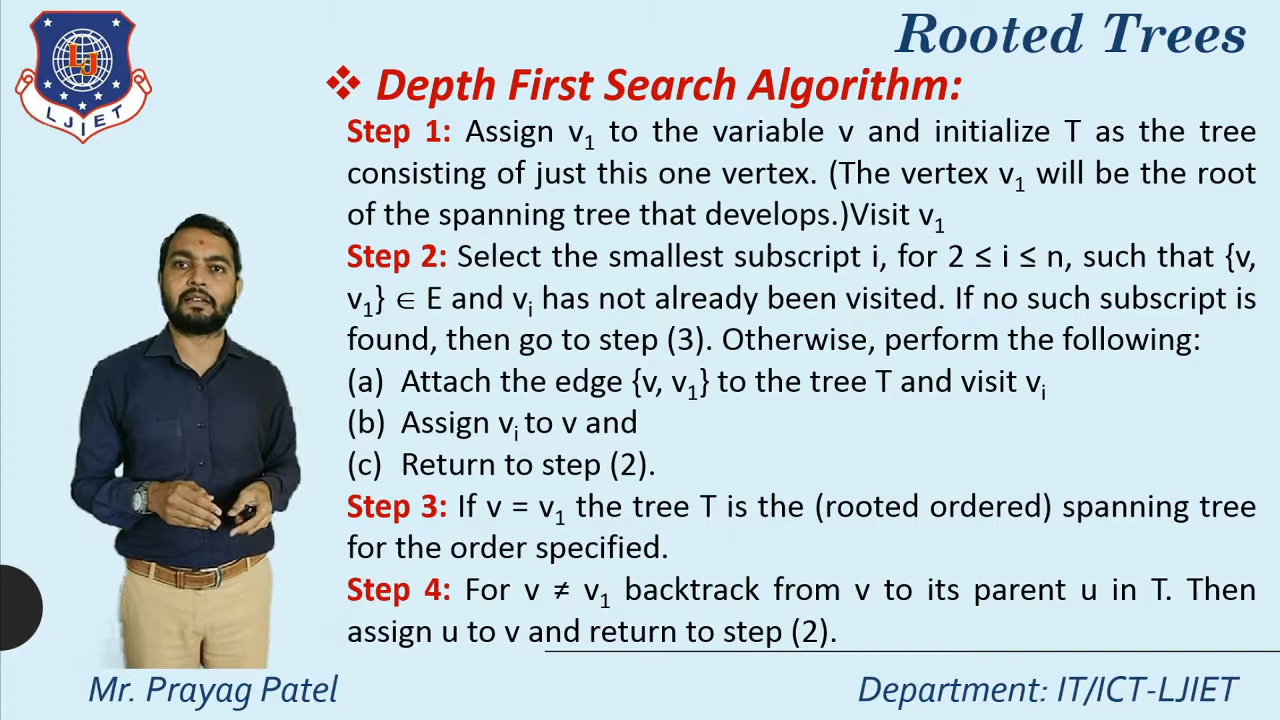 LJ
LJIET
Rooted Trees
❖ Depth First Search Algorithm:
Step 1: Assign v₁ to the variable v and initialize T as the tree
consisting of just this one vertex. (The vertex v₁ will be the root
of the spanning tree that develops.)Visit v₁
Step 2: Select the smallest subscript i, for 2 ≤ i ≤ n, such that {v,
v₁} ∈ E and vᵢ has not already been visited. If no such subscript is
found, then go to step (3). Otherwise, perform the following:
(a) Attach the edge {v, v₁} to the tree T and visit vᵢ
(b) Assign vᵢ to v and
(c) Return to step (2).
Step 3: If v = v₁ the tree T is the (rooted ordered) spanning tree
for the order specified.
Step 4: For v ≠ v₁ backtrack from v to its parent u in T. Then
assign u to v and return to step (2).
Mr. Prayag Patel
Department: IT/ICT-LJIET